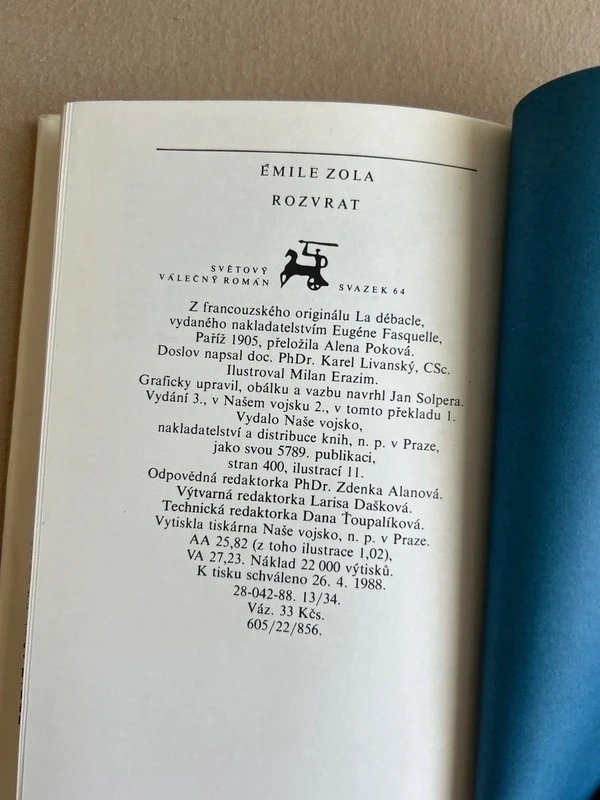 ÉMILE ZOLA
ROZVRAT
SVĚTOVÝ
VÁLEČNÝ ROMÁN
SVAZEK 64
Z francouzského originálu La débacle,
vydaného nakladatelstvím Eugéne Fasquelle,
Paříž 1905, přeložila Alena Poková.
Doslov napsal doc. PhDr. Karel Livanský, CSc.
Ilustroval Milan Erazim.
Graficky upravil, obálku a vazbu navrhl Jan Solpera.
Vydání 3., v Našem vojsku 2., v tomto překladu 1.
Vydalo Naše vojsko,
nakladatelství a distribuce knih, n. p. v Praze,
jako svou 5789. publikaci,
stran 400, ilustrací 11.
Odpovědná redaktorka PhDr. Zdenka Alanová.
Výtvarná redaktorka Larisa Dašková.
Technická redaktorka Dana Ťoupalíková.
Vytiskla tiskárna Naše vojsko, n. p. v Praze.
AA 25,82 (z toho ilustrace 1,02),
VA 27,23. Náklad 22 000 výtisků.
K tisku schváleno 26. 4. 1988.
28-042-88. 13/34.
Váz. 33 Kčs.
605/22/856.